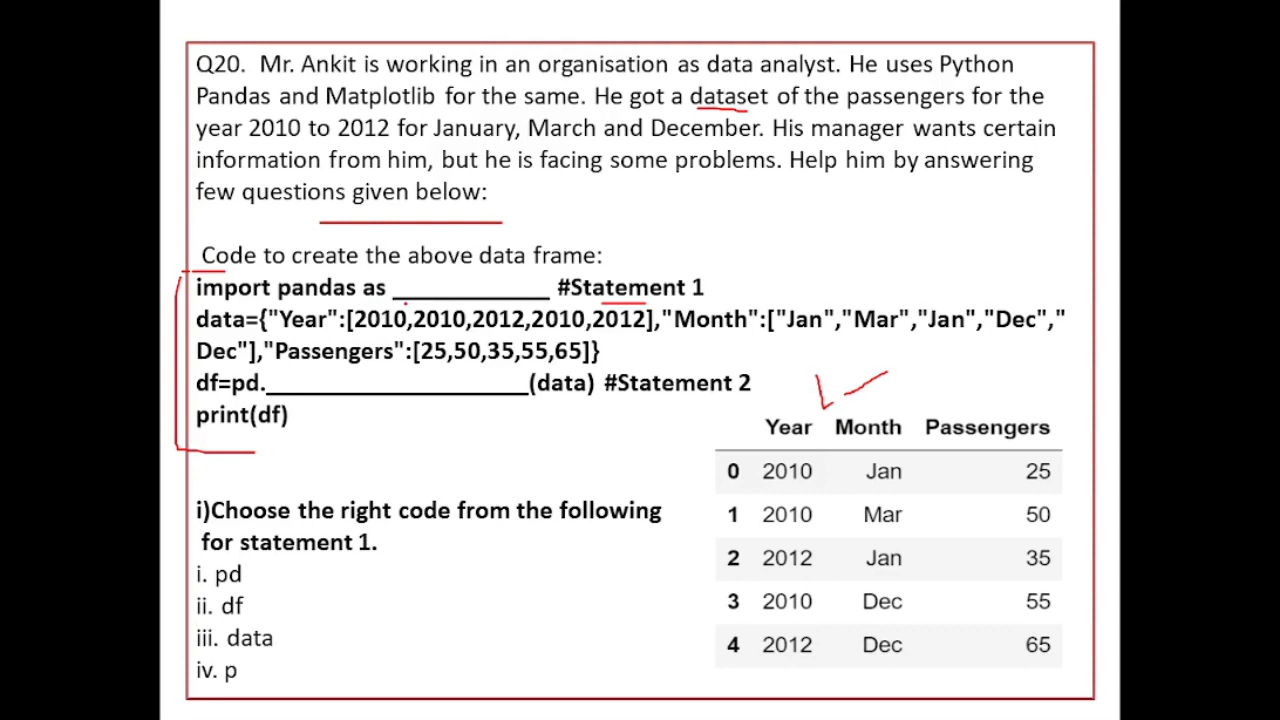 Q20. Mr. Ankit is working in an organisation as data analyst. He uses Python
Pandas and Matplotlib for the same. He got a dataset of the passengers for the
year 2010 to 2012 for January, March and December. His manager wants certain
information from him, but he is facing some problems. Help him by answering
few questions given below:
Code to create the above data frame:
import pandas as ____________ #Statement 1
data={"Year":[2010,2010,2012,2010,2012],"Month":["Jan","Mar","Jan","Dec","
Dec"],"Passengers":[25,50,35,55,65]}
df=pd.____________________(data) #Statement 2
print(df)
i)Choose the right code from the following
for statement 1.
i. pd
ii. df
iii. data
iv. p
Year Month Passengers
0 2010 Jan 25
1 2010 Mar 50
2 2012 Jan 35
3 2010 Dec 55
4 2012 Dec 65